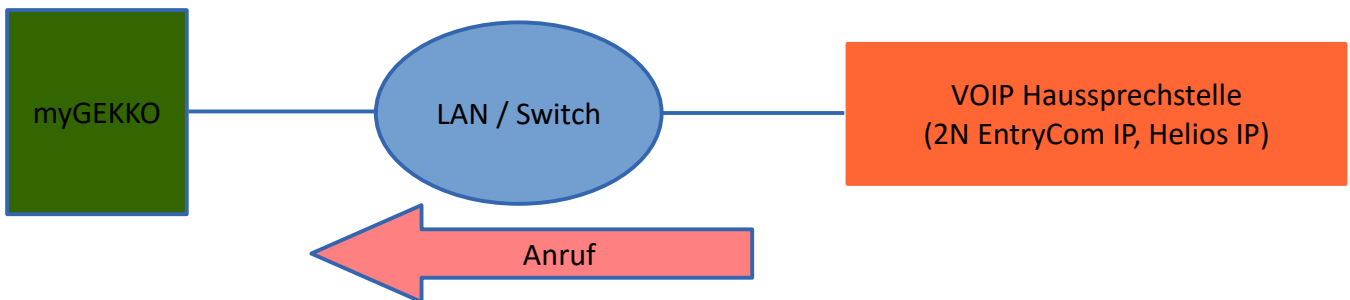 myGEKKO
LAN / Switch
VOIP Haussprechstelle
(2N EntryCom IP, Helios IP)
Anruf